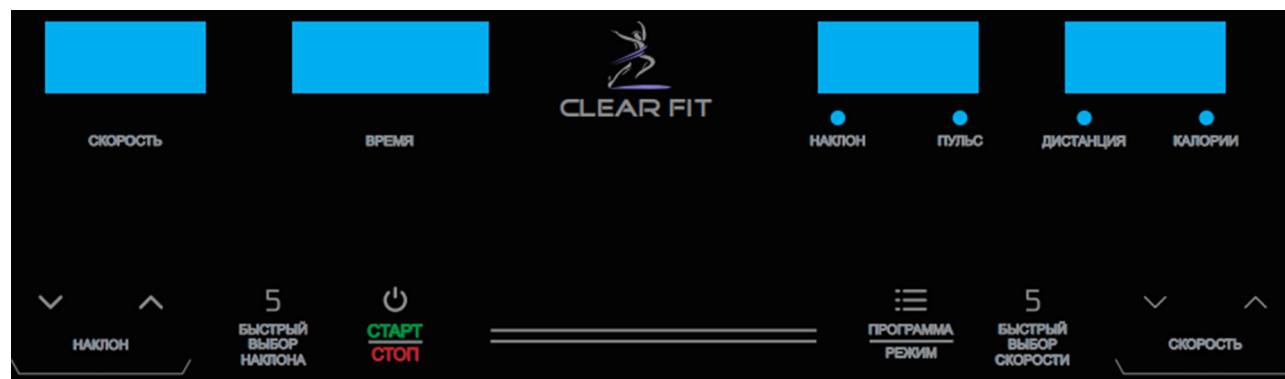 CLEAR FIT
СКОРОСТЬ
ВРЕМЯ
НАКЛОН
ПУЛЬС
ДИСТАНЦИЯ
КАЛОРИИ
НАКЛОН
5
БЫСТРЫЙ
ВЫБОР
НАКЛОНА
СТАРТ
СТОП
ПРОГРАММА
РЕЖИМ
5
БЫСТРЫЙ
ВЫБОР
СКОРОСТИ
СКОРОСТЬ